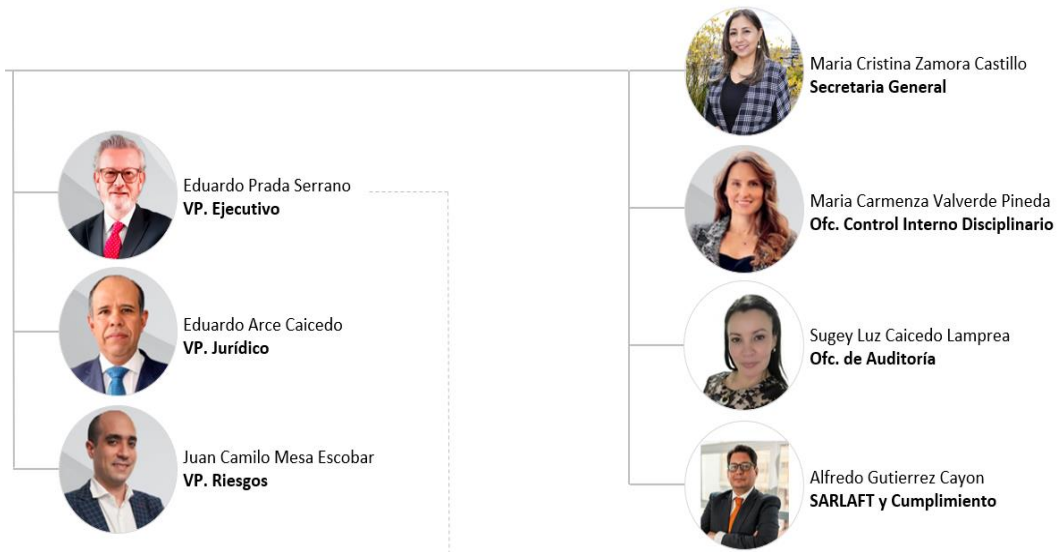 Maria Cristina Zamora Castillo
Secretaria General
Eduardo Prada Serrano
VP. Ejecutivo
Maria Carmenza Valverde Pineda
Ofc. Control Interno Disciplinario
Eduardo Arce Caicedo
VP. Jurídico
Sugey Luz Caicedo Lamprea
Ofc. de Auditoría
Juan Camilo Mesa Escobar
VP. Riesgos
Alfredo Gutierrez Cayon
SARLAFT y Cumplimiento